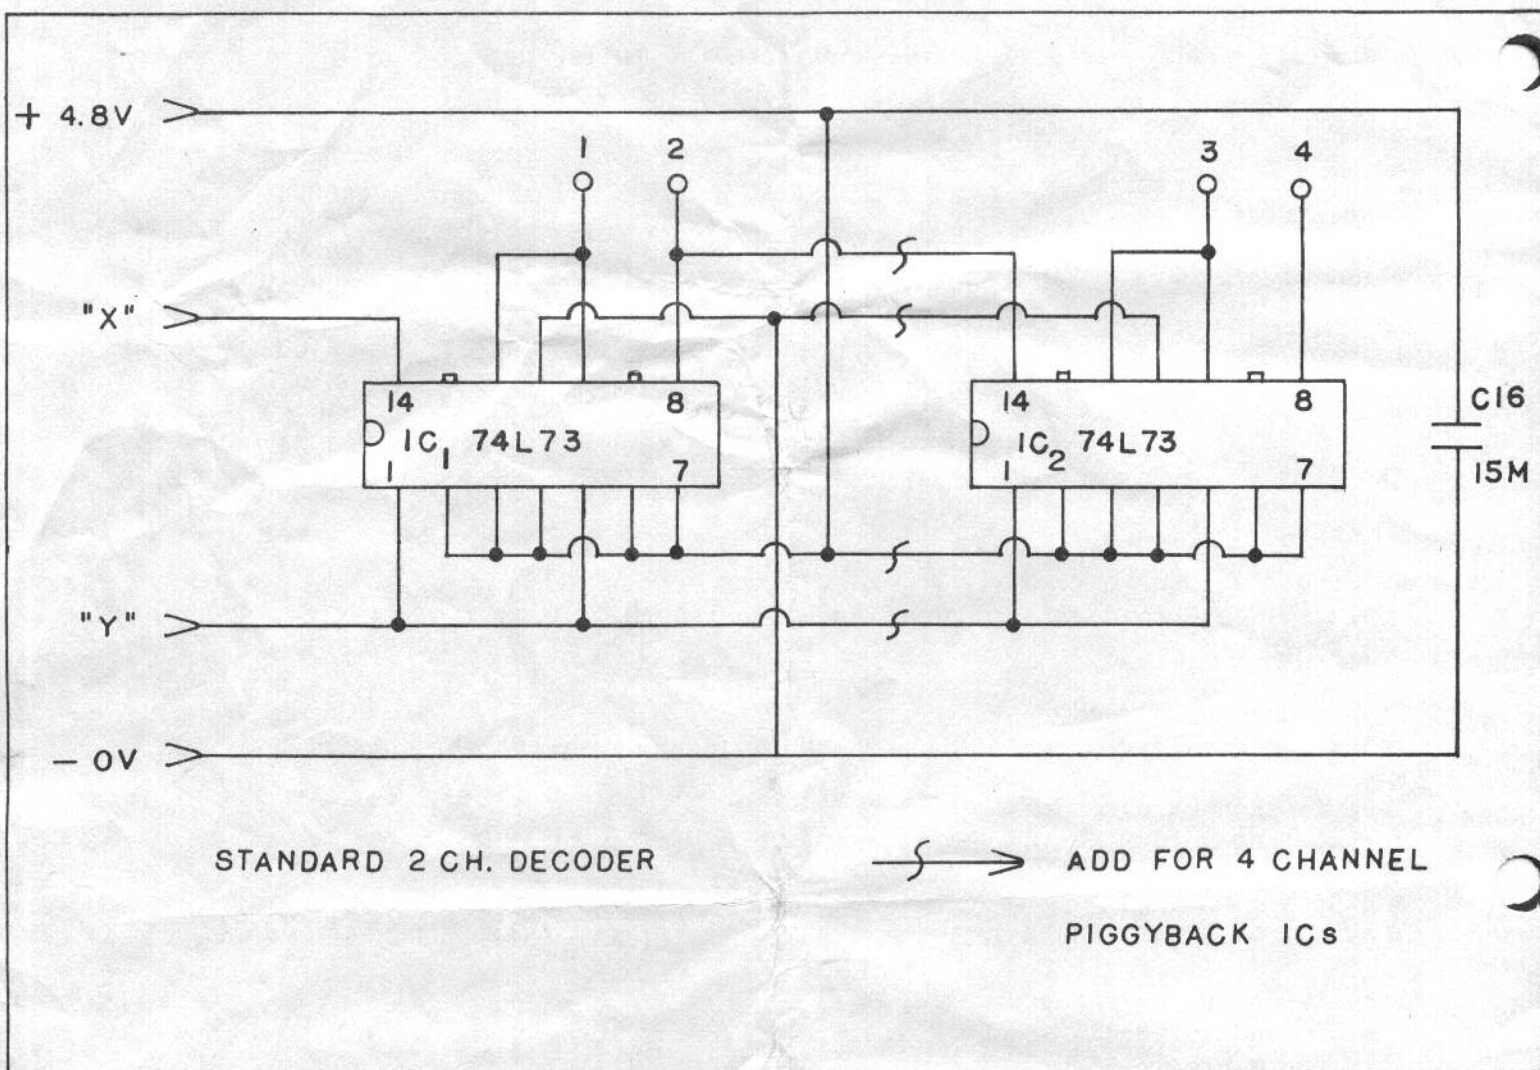 + 4.8V
1 2 3 4
"X"
14 8
IC1 74L73
1 7
14 8
IC2 74L73
1 7
C16
15M
"Y"
- 0V
STANDARD 2 CH. DECODER
ADD FOR 4 CHANNEL
PIGGYBACK ICs